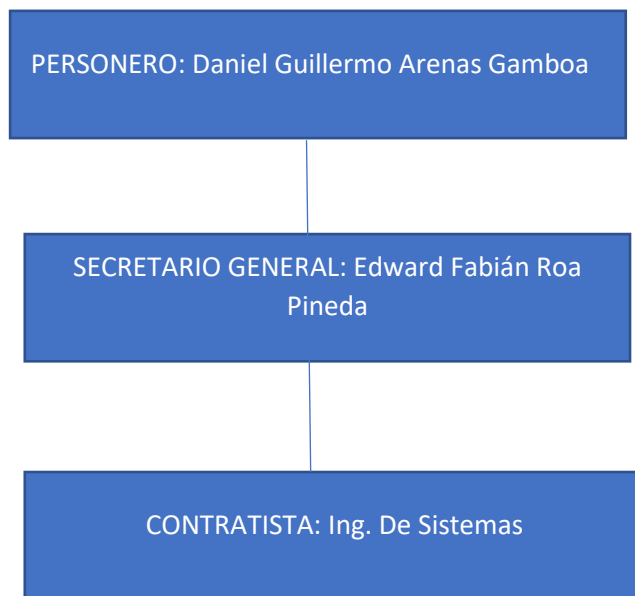 PERSONERO: Daniel Guillermo Arenas Gamboa
SECRETARIO GENERAL: Edward Fabián Roa
Pineda
CONTRATISTA: Ing. De Sistemas